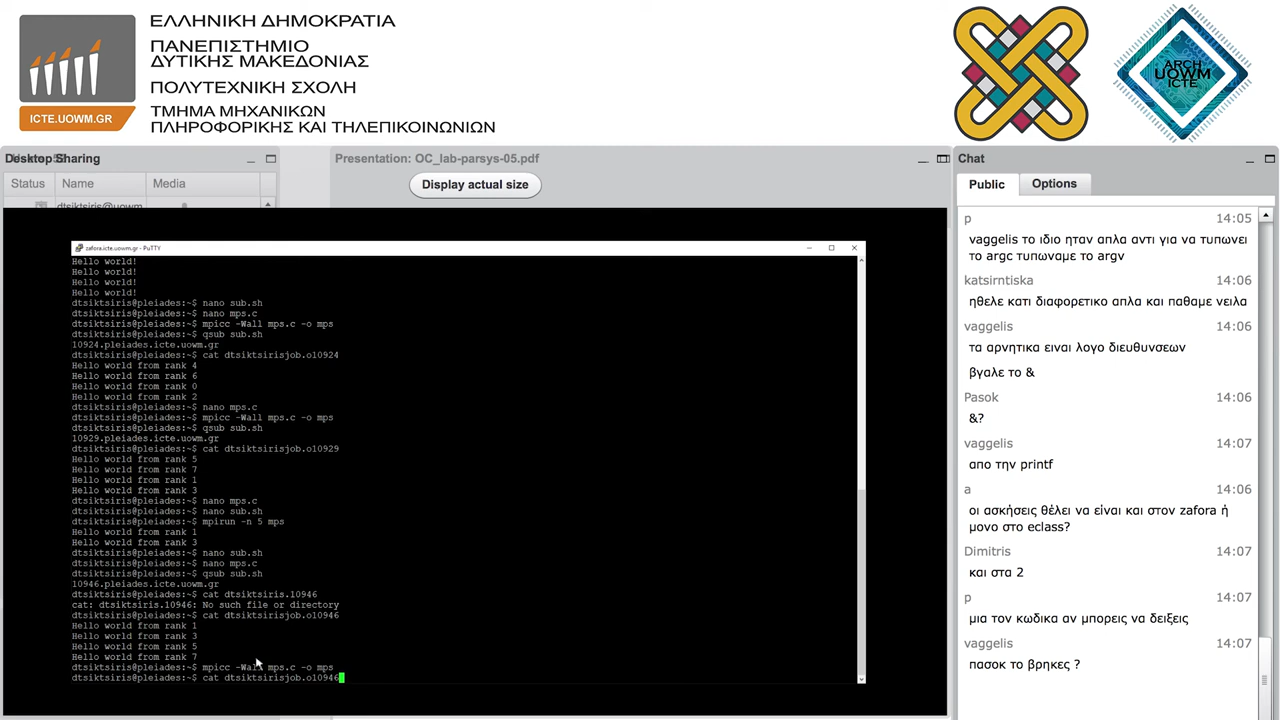 ΕΛΛΗΝΙΚΗ ΔΗΜΟΚΡΑΤΙΑ
ΠΑΝΕΠΙΣΤΗΜΙΟ
ΔΥΤΙΚΗΣ ΜΑΚΕΔΟΝΙΑΣ
ΠΟΛΥΤΕΧΝΙΚΗ ΣΧΟΛΗ
ΤΜΗΜΑ ΜΗΧΑΝΙΚΩΝ
ΠΛΗΡΟΦΟΡΙΚΗΣ ΚΑΙ ΤΗΛΕΠΙΚΟΙΝΩΝΙΩΝ
ICTE.UOWM.GR
ARCH
UOWM
ICTE
Desktop Sharing
Status Name Media
dtsiktsiris@uowm
Presentation: OC_lab-parsys-05.pdf
Display actual size
zafora.icte.uowm.gr - PuTTY
Hello world!
Hello world!
Hello world!
Hello world!
dtsiktsiris@pleiades:~$ nano sub.sh
dtsiktsiris@pleiades:~$ nano mps.c
dtsiktsiris@pleiades:~$ mpicc -Wall mps.c -o mps
dtsiktsiris@pleiades:~$ qsub sub.sh
10924.pleiades.icte.uowm.gr
dtsiktsiris@pleiades:~$ cat dtsiktsirisjob.o10924
Hello world from rank 4
Hello world from rank 6
Hello world from rank 0
Hello world from rank 2
dtsiktsiris@pleiades:~$ nano mps.c
dtsiktsiris@pleiades:~$ mpicc -Wall mps.c -o mps
dtsiktsiris@pleiades:~$ qsub sub.sh
10929.pleiades.icte.uowm.gr
dtsiktsiris@pleiades:~$ cat dtsiktsirisjob.o10929
Hello world from rank 5
Hello world from rank 7
Hello world from rank 1
Hello world from rank 3
dtsiktsiris@pleiades:~$ nano mps.c
dtsiktsiris@pleiades:~$ nano sub.sh
dtsiktsiris@pleiades:~$ mpirun -n 5 mps
Hello world from rank 1
Hello world from rank 3
dtsiktsiris@pleiades:~$ nano sub.sh
dtsiktsiris@pleiades:~$ nano mps.c
dtsiktsiris@pleiades:~$ qsub sub.sh
10946.pleiades.icte.uowm.gr
dtsiktsiris@pleiades:~$ cat dtsiktsiris.10946
cat: dtsiktsiris.10946: No such file or directory
dtsiktsiris@pleiades:~$ cat dtsiktsirisjob.o10946
Hello world from rank 1
Hello world from rank 3
Hello world from rank 5
Hello world from rank 7
dtsiktsiris@pleiades:~$ mpicc -Wall mps.c -o mps
dtsiktsiris@pleiades:~$ cat dtsiktsirisjob.o10946
Chat
Public Options
p 14:05
vaggelis το ιδιο ηταν απλα αντι για να τυπωνει
το argc τυπωναμε το argv
katsirntiska 14:06
ηθελε κατι διαφορετικο απλα και παθαμε νειλα
vaggelis 14:06
τα αρνητικα ειναι λογο διευθυνσεων
βγαλε το &
Pasok 14:06
&?
vaggelis 14:07
απο την printf
a 14:06
οι ασκήσεις θέλει να είναι και στον zafora ή
μονο στο eclass?
Dimitris 14:07
και στα 2
p 14:07
μια τον κωδικα αν μπορεις να δειξεις
vaggelis 14:07
πασοκ το βρηκες ?